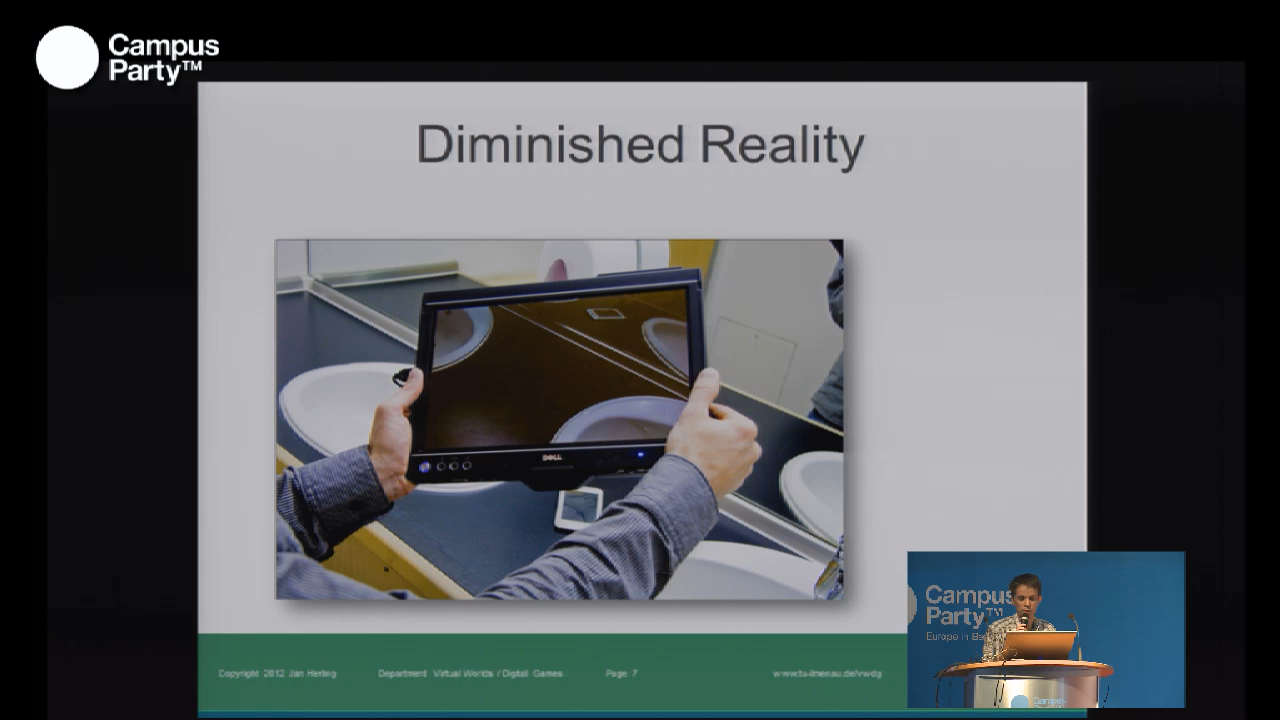 Campus
Party™
Diminished Reality
DELL
Copyright 2012 Jan Herling
Department Virtual Worlds / Digital Games
Page 7
www.tu-ilmenau.de/vwdg
Campus
Party™
Europe in
Campus